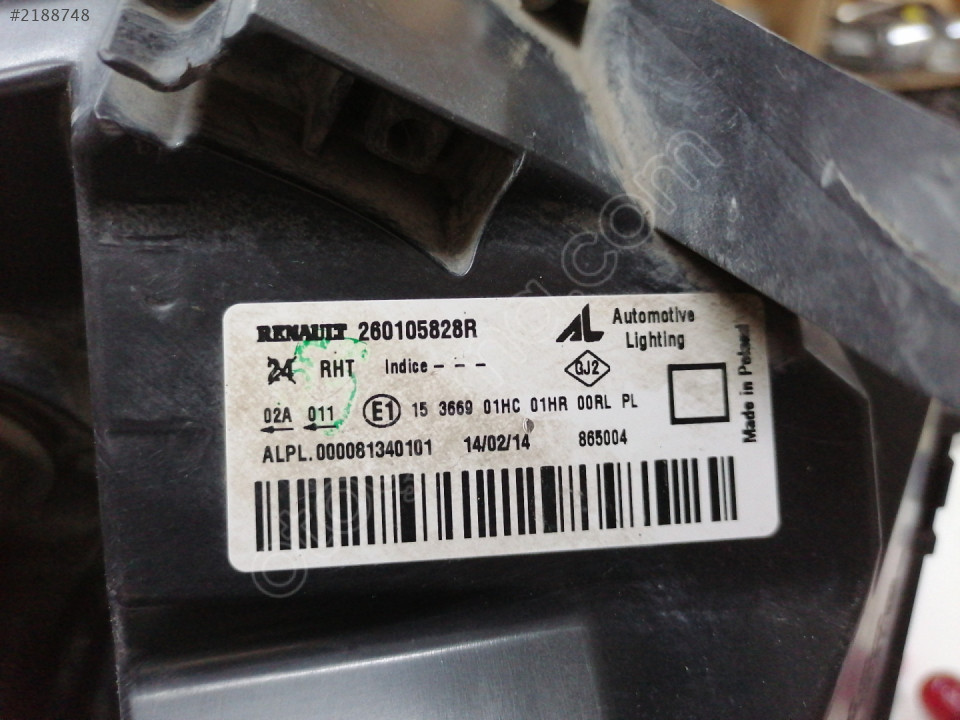 #2188748
RENAULT 260105828R
AL Automotive
Lighting
24 RHT Indice - - -
GJ2
02A 011 E1 15 3669 01HC 01HR 00RL PL
ALPL.000081340101 14/02/14 865004
Made in Poland